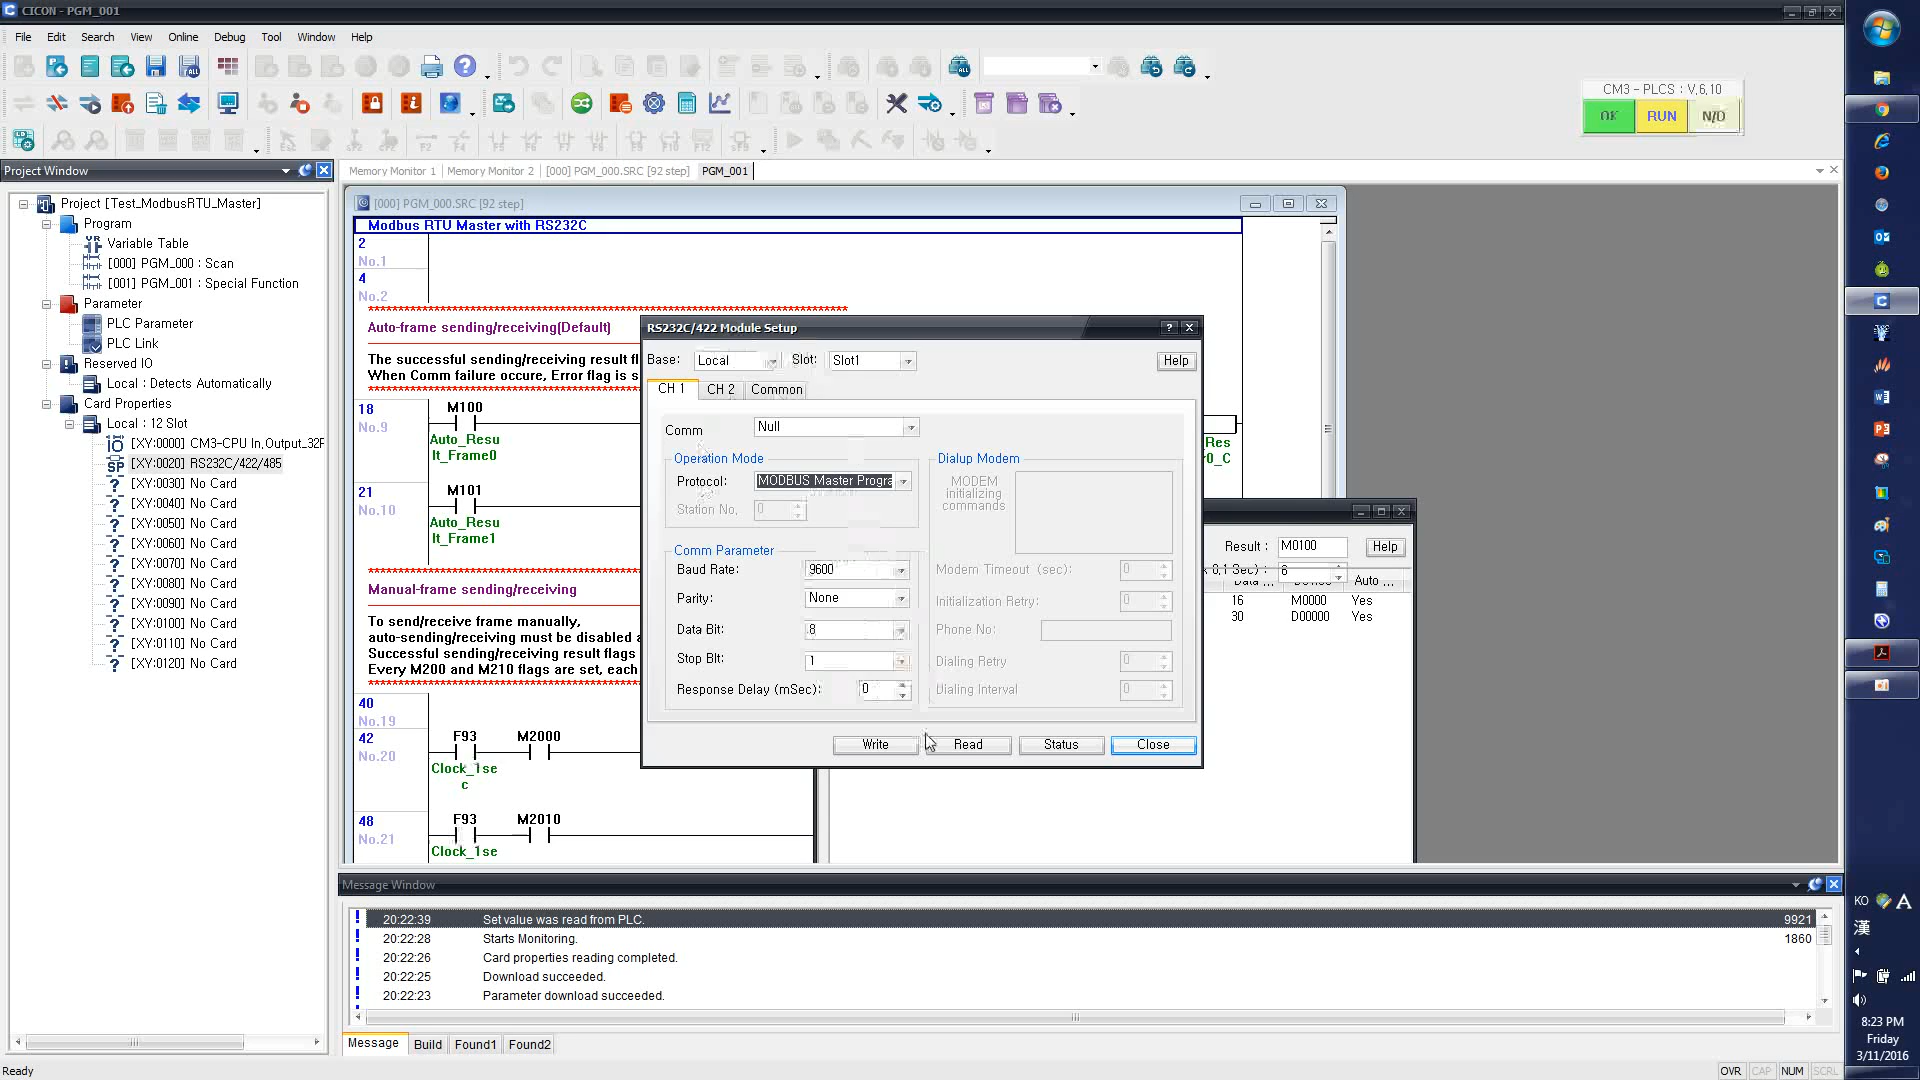 CICON - PGM_001
File Edit Search View Online Debug Tool Window Help
CM3 - PLCS : V,6,10
OK RUN N/D
Project Window
Memory Monitor 1 Memory Monitor 2 [000] PGM_000.SRC [92 step] PGM_001
Project [Test_ModbusRTU_Master]
Program
Variable Table
[000] PGM_000 : Scan
[001] PGM_001 : Special Function
Parameter
PLC Parameter
PLC Link
Reserved IO
Local : Detects Automatically
Card Properties
Local : 12 Slot
[XY:0000] CM3-CPU In,Output_32F
[XY:0020] RS232C/422/485
[XY:0030] No Card
[XY:0040] No Card
[XY:0050] No Card
[XY:0060] No Card
[XY:0070] No Card
[XY:0080] No Card
[XY:0090] No Card
[XY:0100] No Card
[XY:0110] No Card
[XY:0120] No Card
[000] PGM_000.SRC [92 step]
Modbus RTU Master with RS232C
2
No.1
4
No.2
Auto-frame sending/receiving(Default)
The successful sending/receiving result fl
When Comm failure occure, Error flag is s
18 M100
No.9
Auto_Resu
lt_Frame0
21 M101
No.10
Auto_Resu
lt_Frame1
Manual-frame sending/receiving
To send/receive frame manually,
auto-sending/receiving must be disabled a
Successful sending/receiving result flags
Every M200 and M210 flags are set, each
40
No.19
42 F93 M2000
No.20
Clock_1se
c
48 F93 M2010
No.21
Clock_1se
RS232C/422 Module Setup
Base: Local Slot: Slot1 Help
CH 1 CH 2 Common
Comm Null
Operation Mode
Protocol: MODBUS Master Progra
Station No, 0
Comm Parameter
Baud Rate: 9600
Parity: None
Data Bit: 8
Stop Blt: 1
Response Delay (mSec): 0
Dialup Modem
MODEM
initializing
commands
Modem Timeout (sec): 0
Initialization Retry: 0
Phone No:
Dialing Retry 0
Dialing Interval 0
Write Read Status Close
Res
r0_C
Result : M0100 Help
0,1 Sec) : 6
Data ... Auto ...
16 M0000 Yes
30 D00000 Yes
Message Window
20:22:39 Set value was read from PLC. 9921
20:22:28 Starts Monitoring. 1860
20:22:26 Card properties reading completed.
20:22:25 Download succeeded.
20:22:23 Parameter download succeeded.
Message Build Found1 Found2
Ready
OVR CAP NUM SCRL
KO A
漢
8:23 PM
Friday
3/11/2016